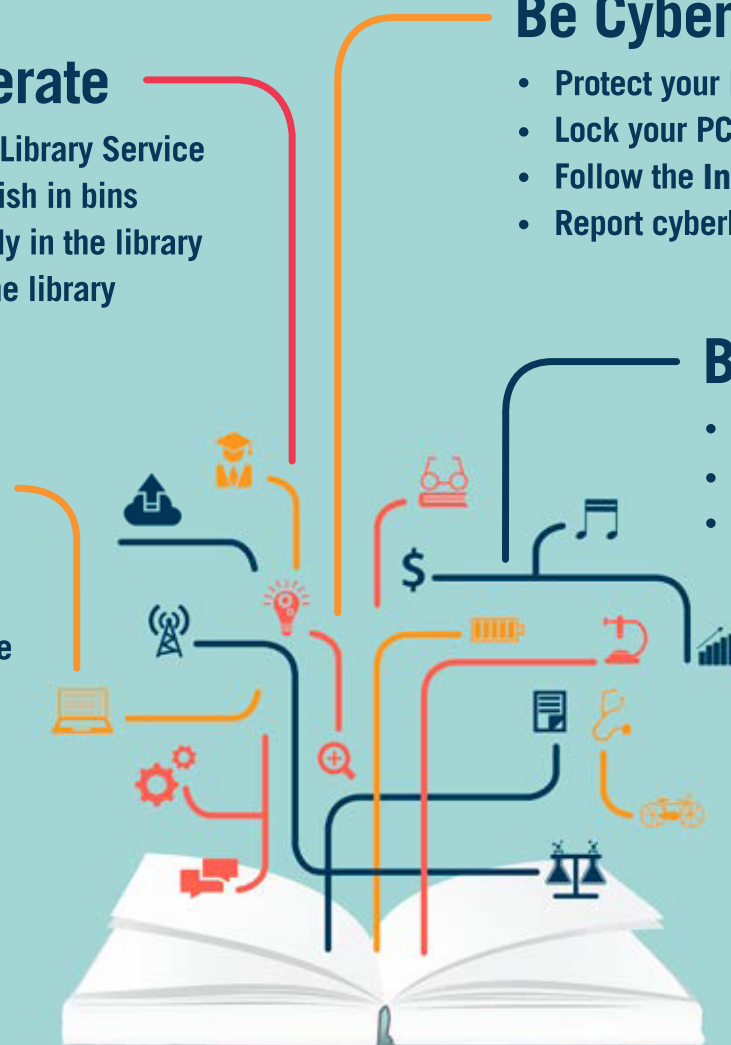 erate
Library Service
ish in bins
ly in the library
e library
Be Cyber
• Protect your
• Lock your PC
• Follow the In
• Report cyber
B
e
$